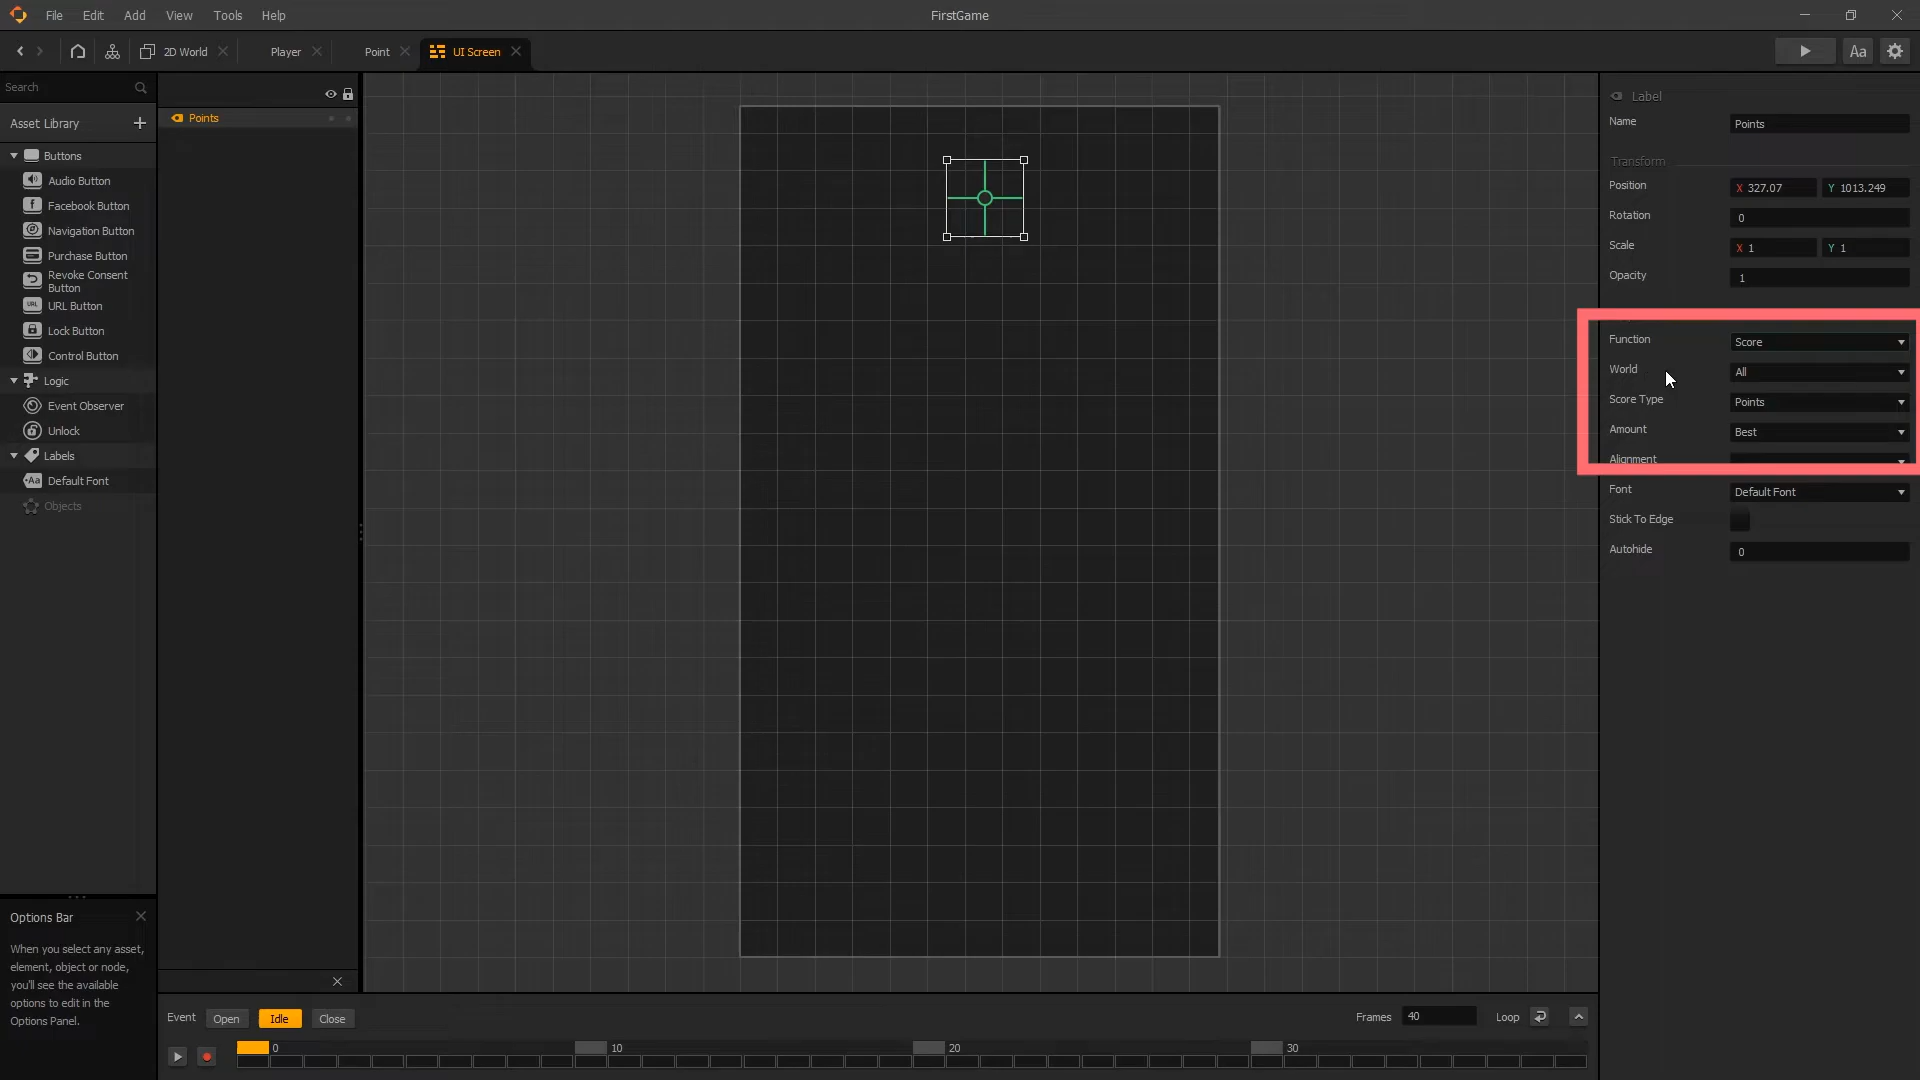 File Edit Add View Tools Help
FirstGame
2D World
Player
Point
UI Screen
Aa
Search
Asset Library
Buttons
Audio Button
Facebook Button
Navigation Button
Purchase Button
Revoke Consent
Button
URL
URL Button
Lock Button
Control Button
Logic
Event Observer
Unlock
Labels
Aa Default Font
Objects
Options Bar
When you select any asset,
element, object or node,
you'll see the available
options to edit in the
Options Panel.
Points
Label
Name Points
Transform
Position X 327.07 Y 1013.249
Rotation 0
Scale X 1 Y 1
Opacity 1
Function Score
World All
Score Type Points
Amount Best
Alignment
Font Default Font
Stick To Edge
Autohide 0
Event Open Idle Close
Frames 40 Loop
0 10 20 30